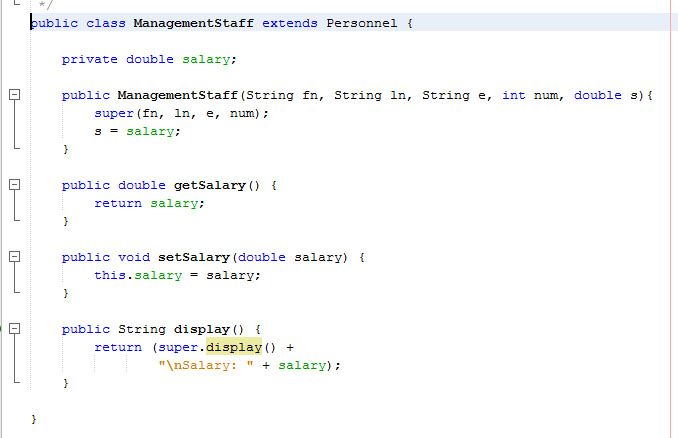 */
public class ManagementStaff extends Personnel {
private double salary;
public ManagementStaff(String fn, String ln, String e, int num, double s){
super(fn, ln, e, num);
s = salary;
}
public double getSalary() {
return salary;
}
public void setSalary(double salary) {
this.salary = salary;
}
public String display() {
return (super.display() +
"\nSalary: " + salary);
}
}